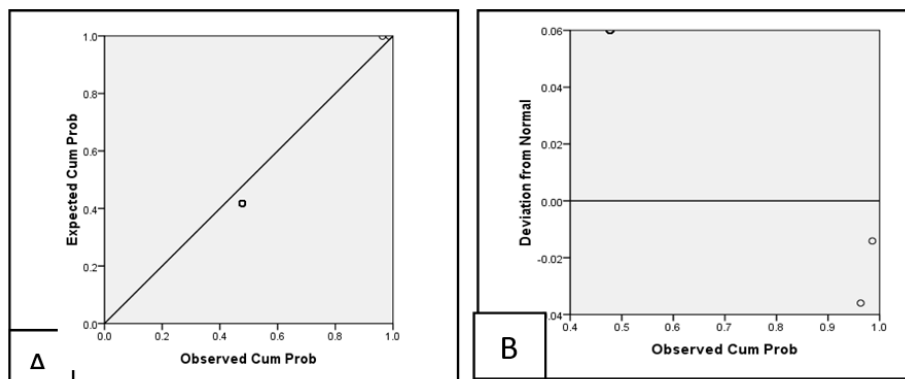 1.0
0.8
0.6
0.4
0.2
0.0
Expected Cum Prob
0.0 0.2 0.4 0.6 0.8 1.0
Observed Cum Prob
A
0.06
0.04
0.02
0.00
-0.02
.04
Deviation from Normal
0.4 0.5 0.6 0.7 0.8 0.9 1.0
Observed Cum Prob
B